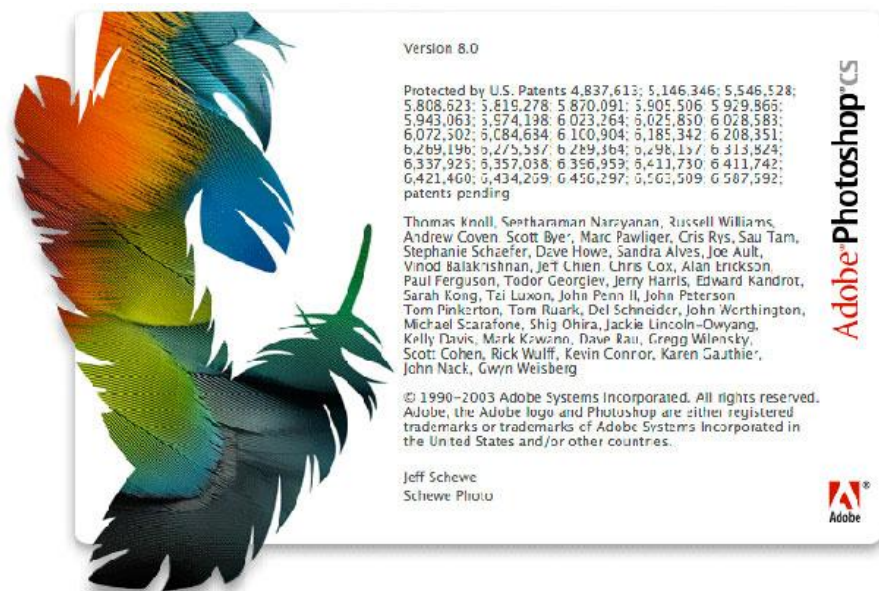 Version 8.0
Protected by U.S. Patents 4,837,613; 5,146,346; 5,546,528;
5,808,623; 5,819,278; 5,870,091; 5,905,506; 5,929,866;
5,943,063; 5,974,198; 6,023,264; 6,025,850; 6,028,583;
6,072,502; 6,084,684; 6,100,904; 6,185,342; 6,208,351;
6,269,196; 6,275,587; 6,289,364; 6,298,157; 6,313,824;
6,337,925; 6,357,038; 6,396,959; 6,411,730; 6,411,742;
6,421,460; 6,434,269; 6,456,297; 6,563,509; 6,587,592;
patents pending
Thomas Knoll, Seetharaman Narayanan, Russell Williams,
Andrew Coven, Scott Byer, Marc Pawliger, Cris Rys, Sau Tam,
Stephanie Schaefer, Dave Howe, Sandra Alves, Joe Ault,
Vinod Balakrishnan, Jeff Chien, Chris Cox, Alan Erickson,
Paul Ferguson, Todor Georgiev, Jerry Harris, Edward Kandrot,
Sarah Kong, Tai Luxon, John Penn II, John Peterson
Tom Pinkerton, Tom Ruark, Del Schneider, John Worthington,
Michael Scarafone, Shig Ohira, Jackie Lincoln-Owyang,
Kelly Davis, Mark Kawano, Dave Rau, Gregg Wilensky,
Scott Cohen, Rick Wulff, Kevin Connor, Karen Gauthier,
John Nack, Gwyn Weisberg
© 1990-2003 Adobe Systems Incorporated. All rights reserved.
Adobe, the Adobe logo and Photoshop are either registered
trademarks or trademarks of Adobe Systems Incorporated in
the United States and/or other countries.
Jeff Schewe
Schewe Photo
Adobe® Photoshop® CS
Adobe®